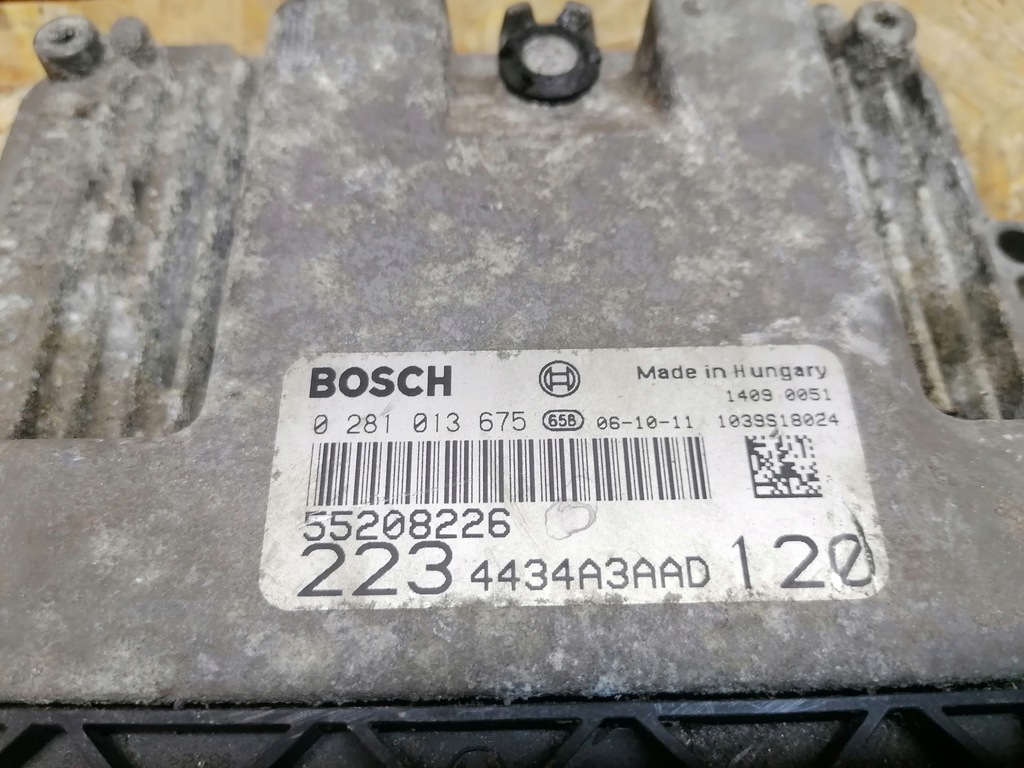 BOSCH
Made in Hungary
1409 0051
0 281 013 675 658 06-10-11 1039S18024
55208226
223 4434A3AAD 120